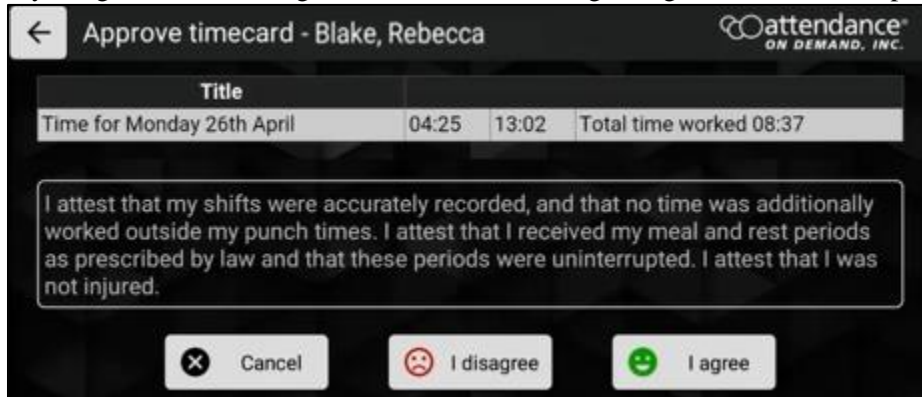 Approve timecard - Blake, Rebecca
attendance®
ON DEMAND, INC.
Title
Time for Monday 26th April 04:25 13:02 Total time worked 08:37
I attest that my shifts were accurately recorded, and that no time was additionally
worked outside my punch times. I attest that I received my meal and rest periods
as prescribed by law and that these periods were uninterrupted. I attest that I was
not injured.
Cancel I disagree I agree